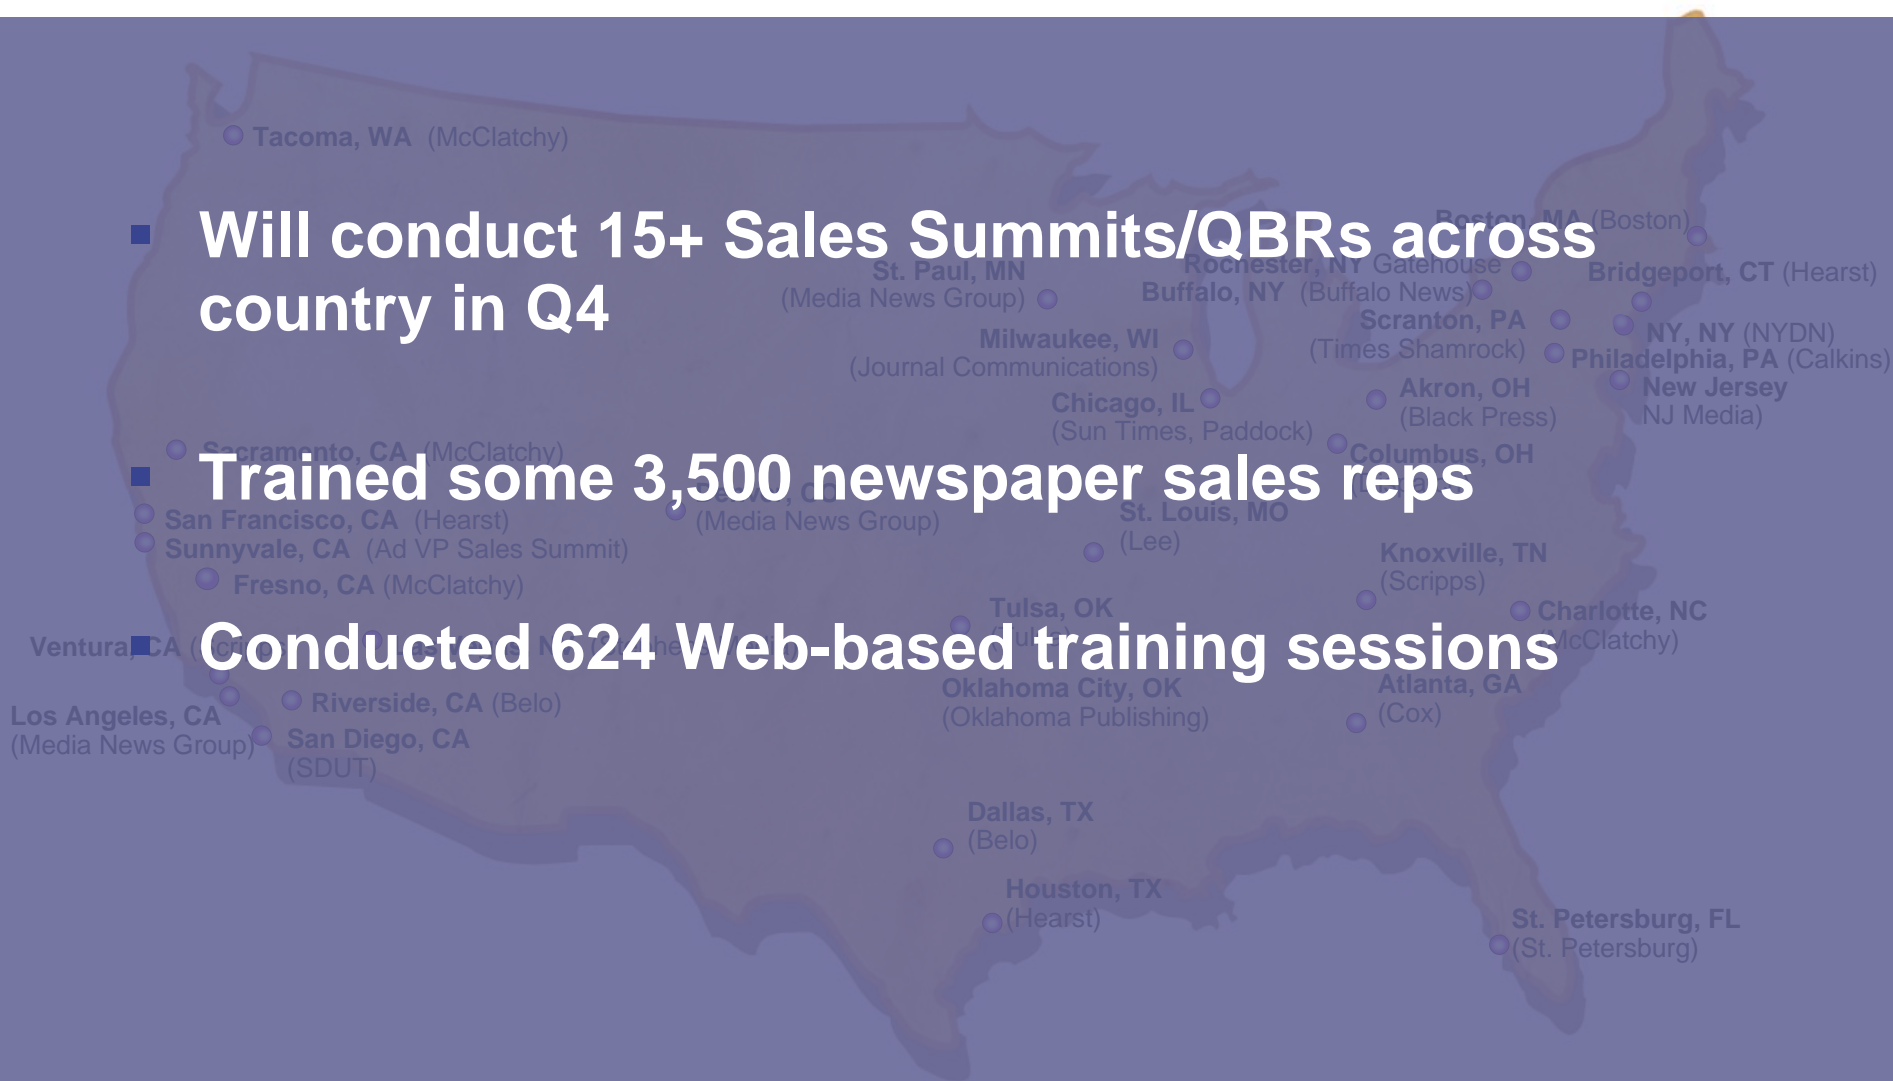 Tacoma, WA (McClatchy)
▪ Will conduct 15+ Sales Summits/QBRs across
country in Q4
Boston, MA (Boston)
St. Paul, MN
(Media News Group)
Rochester, NY Gatehouse
Buffalo, NY (Buffalo News)
Bridgeport, CT (Hearst)
Scranton, PA
(Times Shamrock)
NY, NY (NYDN)
Philadelphia, PA (Calkins)
New Jersey
NJ Media)
Milwaukee, WI
(Journal Communications)
Chicago, IL
(Sun Times, Paddock)
Akron, OH
(Black Press)
Columbus, OH
Sacramento, CA (McClatchy)
▪ Trained some 3,500 newspaper sales reps
San Francisco, CA (Hearst)
Sunnyvale, CA (Ad VP Sales Summit)
Fresno, CA (McClatchy)
(Media News Group)
St. Louis, MO
(Lee)
Knoxville, TN
(Scripps)
Tulsa, OK
Charlotte, NC
(McClatchy)
Ventura, CA
▪ Conducted 624 Web-based training sessions
Riverside, CA (Belo)
Los Angeles, CA
(Media News Group)
San Diego, CA
(SDUT)
Oklahoma City, OK
(Oklahoma Publishing)
Atlanta, GA
(Cox)
Dallas, TX
(Belo)
Houston, TX
(Hearst)
St. Petersburg, FL
(St. Petersburg)